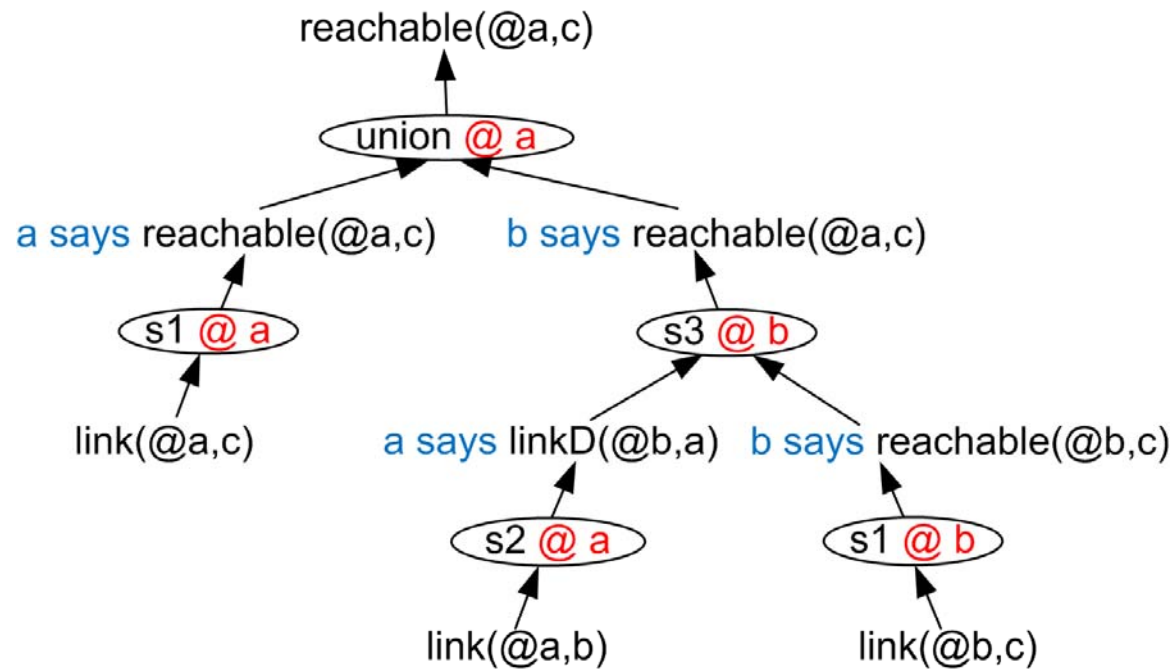 reachable(@a,c)
union @ a
a says reachable(@a,c)
b says reachable(@a,c)
s1 @ a
s3 @ b
link(@a,c)
a says linkD(@b,a)
b says reachable(@b,c)
s2 @ a
s1 @ b
link(@a,b)
link(@b,c)